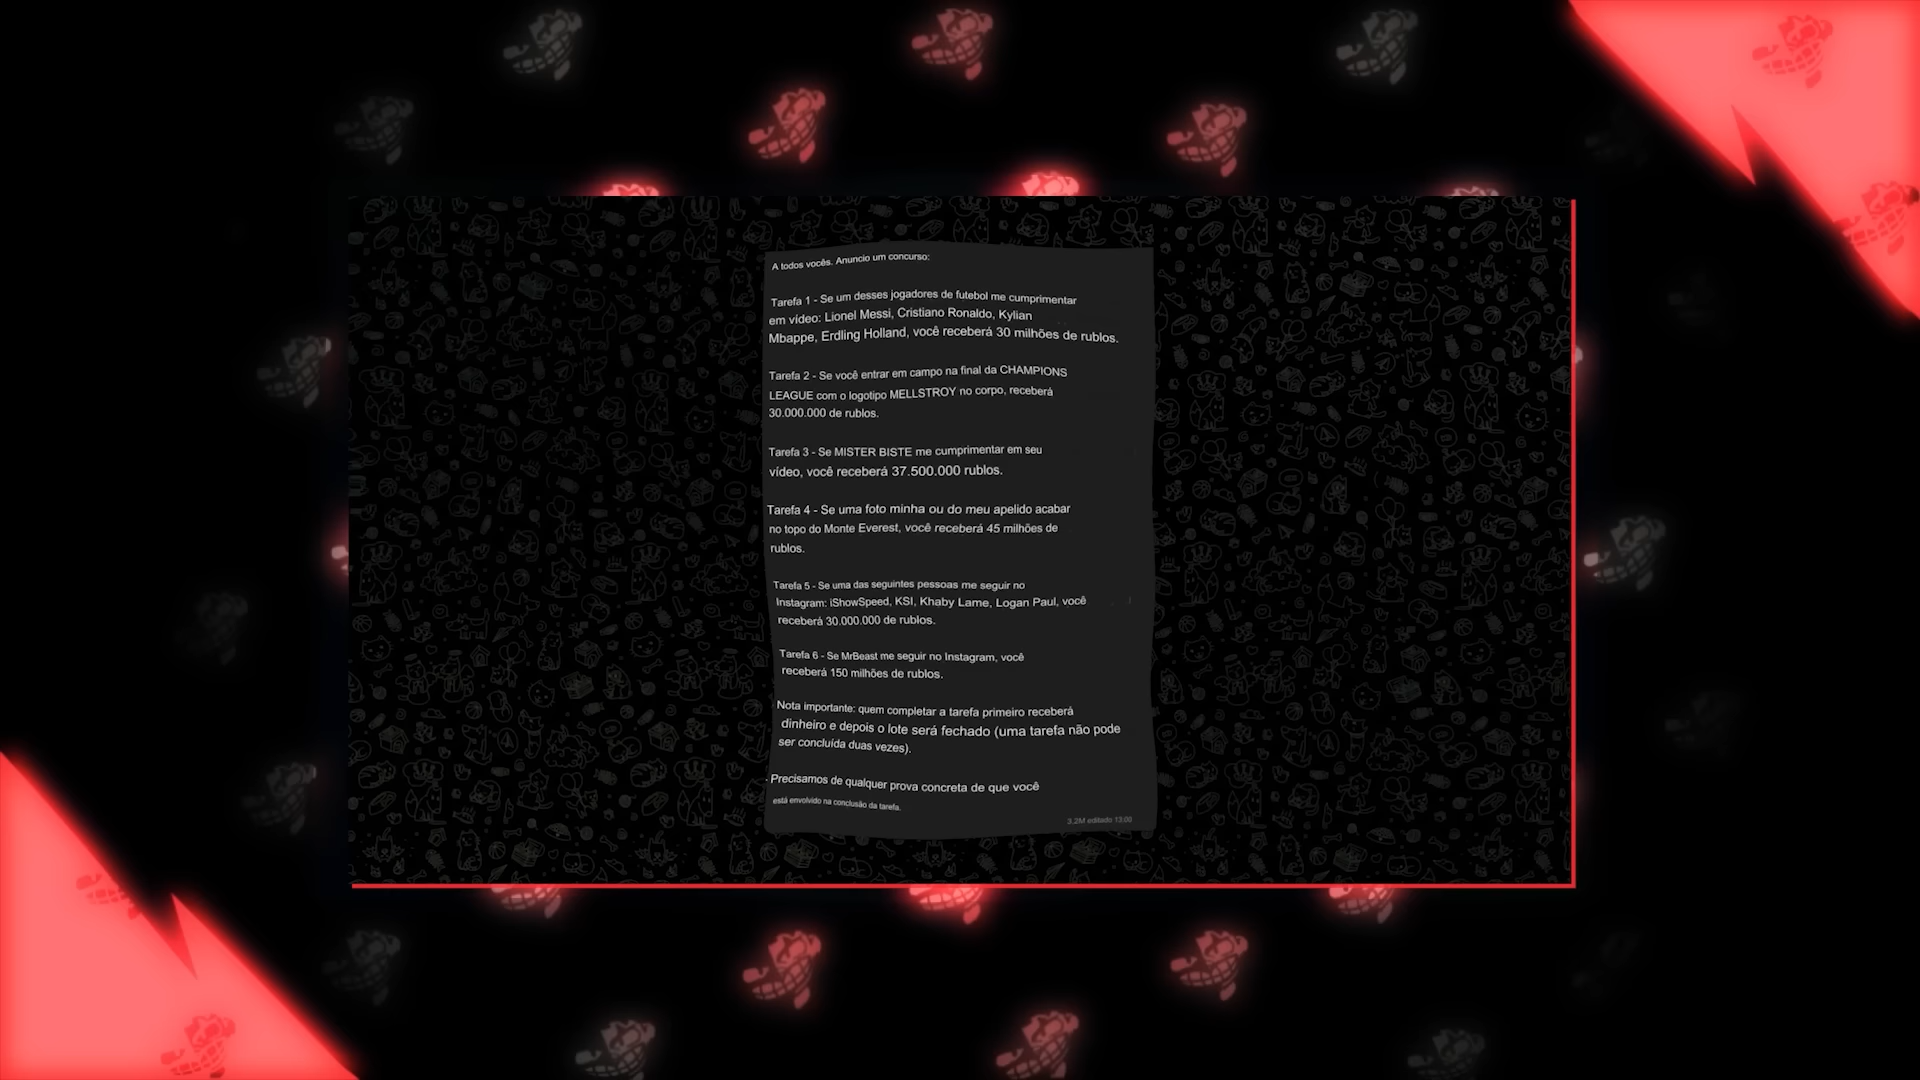 A todos vocês. Anuncio um concurso:
Tarefa 1 - Se um desses jogadores de futebol me cumprimentar
em vídeo: Lionel Messi, Cristiano Ronaldo, Kylian
Mbappe, Erdling Holland, você receberá 30 milhões de rublos.
Tarefa 2 - Se você entrar em campo na final da CHAMPIONS
LEAGUE com o logotipo MELLSTROY no corpo, receberá
30.000.000 de rublos.
Tarefa 3 - Se MISTER BISTE me cumprimentar em seu
vídeo, você receberá 37.500.000 rublos.
Tarefa 4 - Se uma foto minha ou do meu apelido acabar
no topo do Monte Everest, você receberá 45 milhões de
rublos.
Tarefa 5 - Se uma das seguintes pessoas me seguir no
Instagram: iShowSpeed, KSI, Khaby Lame, Logan Paul, você
receberá 30.000.000 de rublos.
Tarefa 6 - Se MrBeast me seguir no Instagram, você
receberá 150 milhões de rublos.
Nota importante: quem completar a tarefa primeiro receberá
dinheiro e depois o lote será fechado (uma tarefa não pode
ser concluída duas vezes).
Precisamos de qualquer prova concreta de que você
está envolvido na conclusão da tarefa.
3,2M editado 13:00